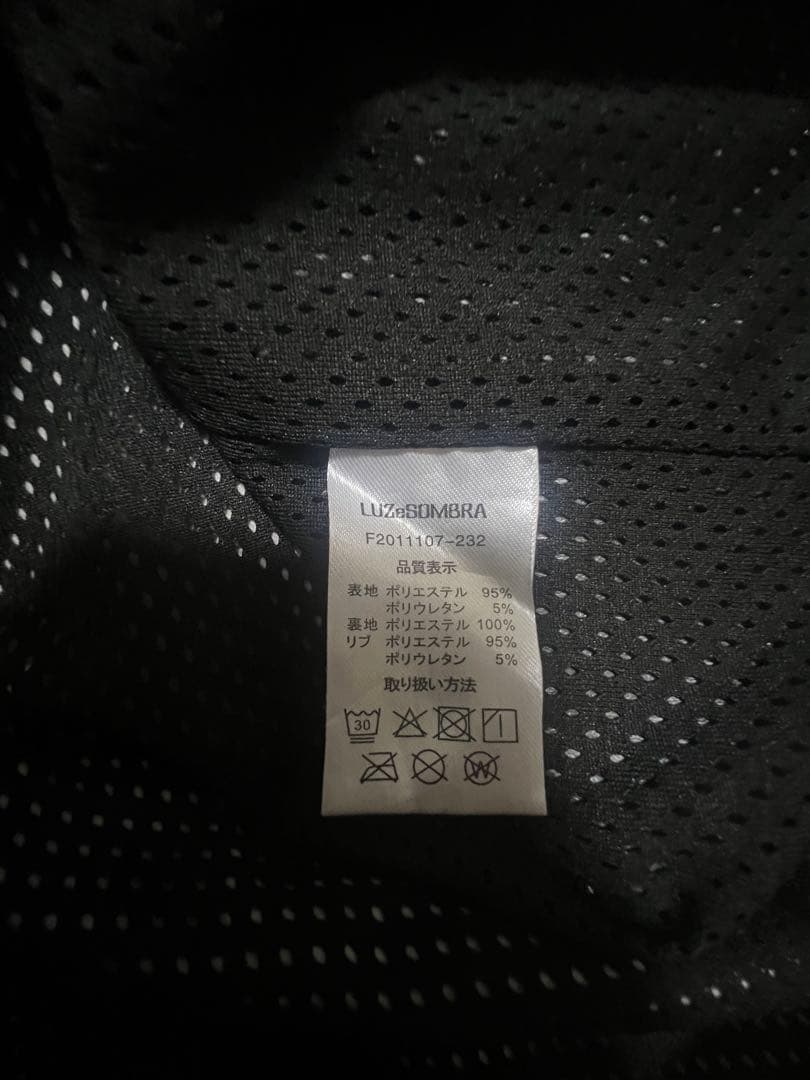 LUZeSOMBRA
F2011107-232
品質表示
表地 ポリエステル 95%
ポリウレタン 5%
裏地 ポリエステル 100%
リブ ポリエステル 95%
ポリウレタン 5%
取り扱い方法
30
W